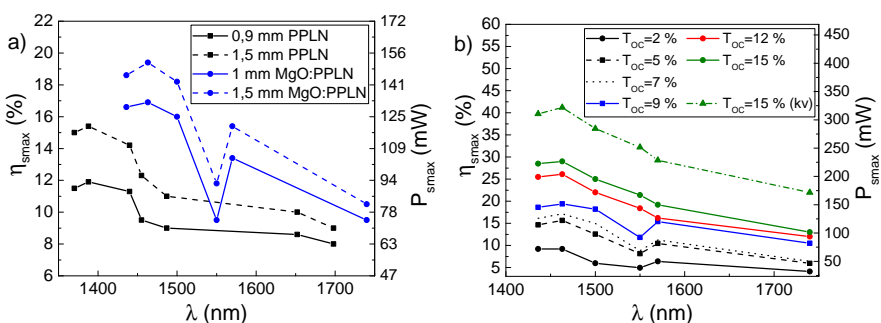 a)
22
20
18
16
14
12
10
8
6
η_smax (%)
172
156
141
125
109
94
78
63
47
P_smax (mW)
0,9 mm PPLN
1,5 mm PPLN
1 mm MgO:PPLN
1,5 mm MgO:PPLN
1400
1500
1600
1700
λ (nm)
b)
60
55
50
45
40
35
30
25
20
15
10
5
η_smax (%)
450
400
350
300
250
200
150
100
50
P_smax (mW)
T_OC=2 %
T_OC=12 %
T_OC=5 %
T_OC=15 %
T_OC=7 %
T_OC=9 %
T_OC=15 % (kv)
1400
1500
1600
1700
λ (nm)